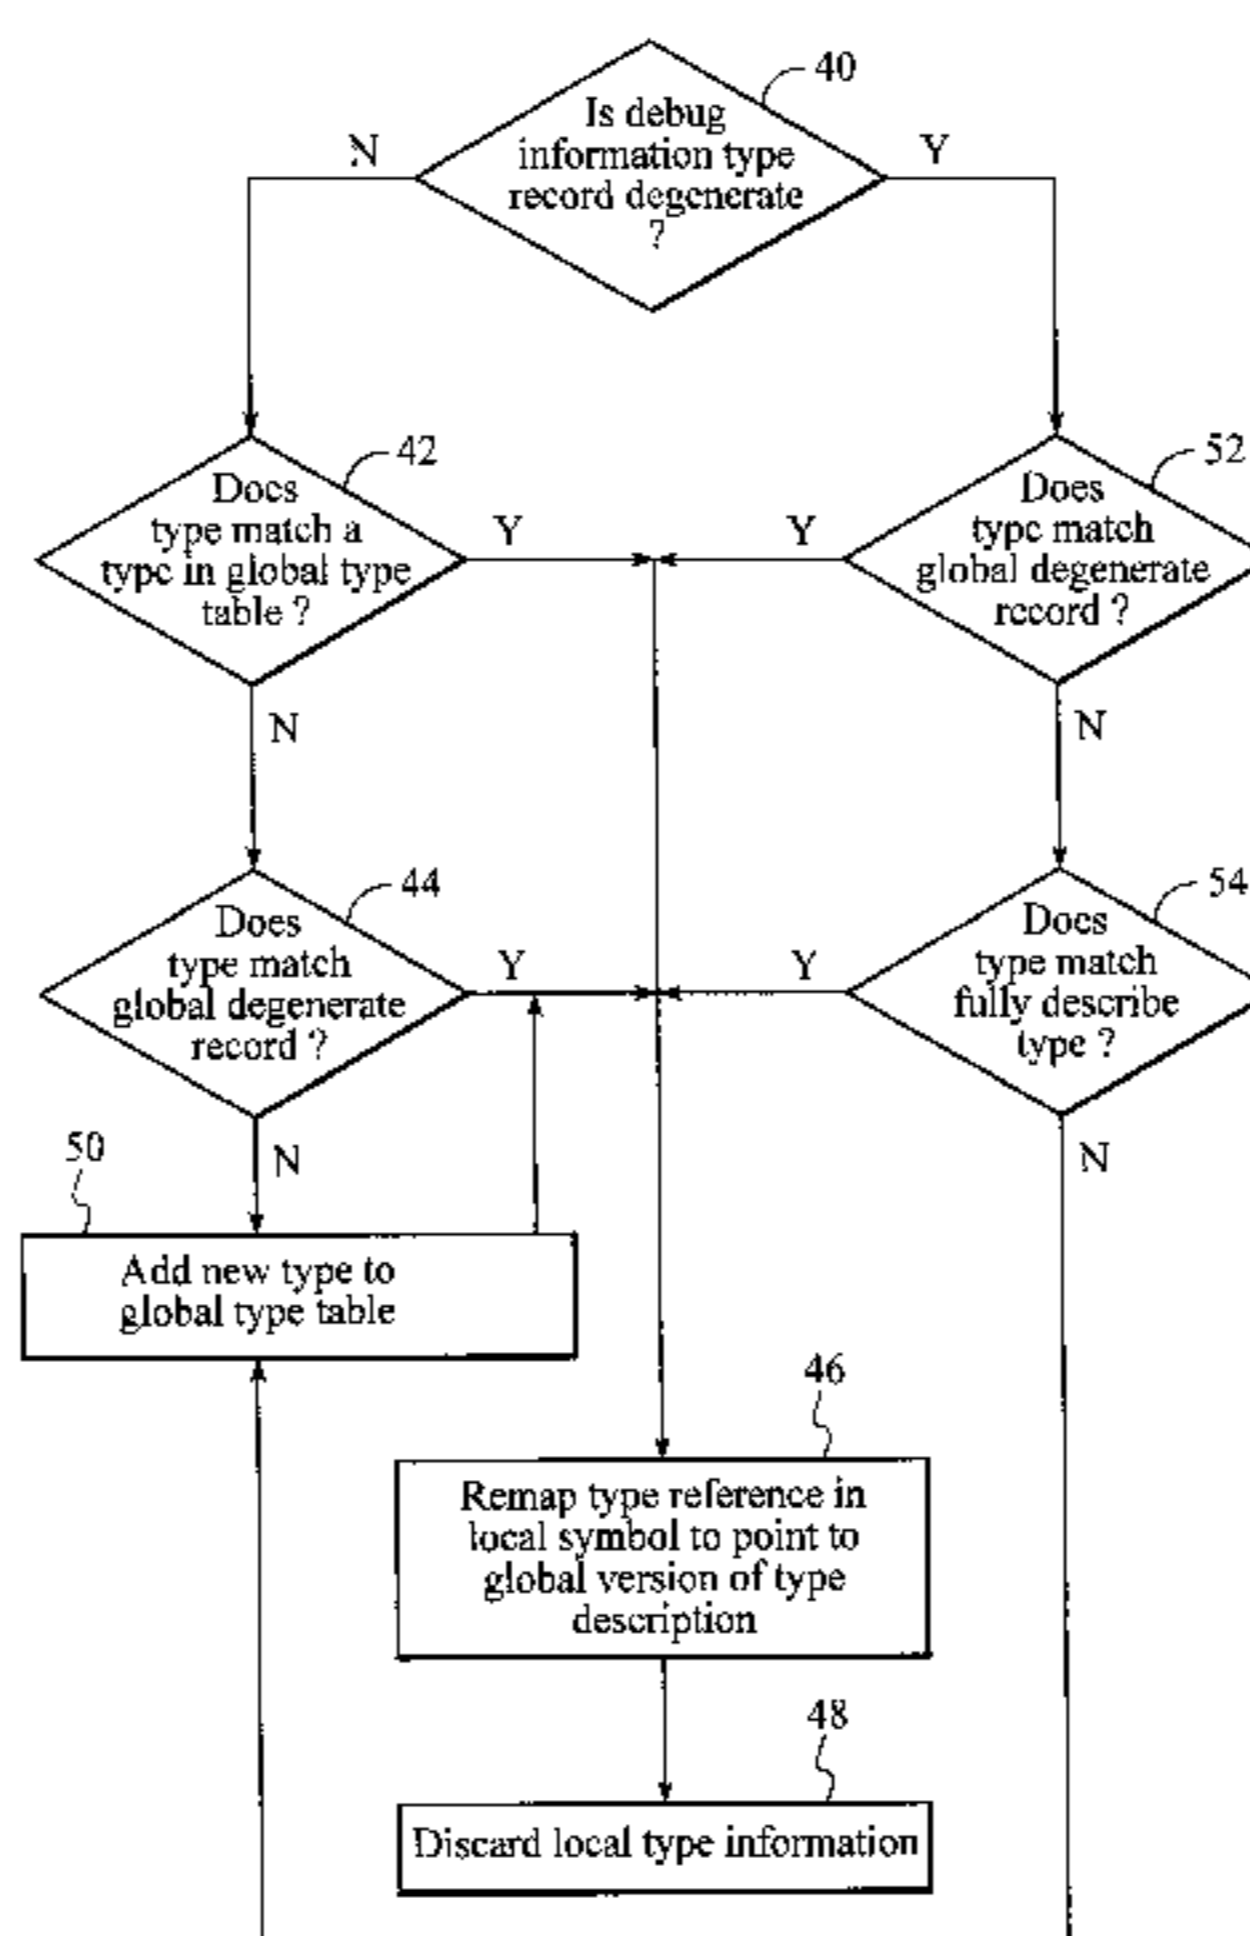 40
Is debug
information type
record degenerate
?
N
Y
42
Does
type match a
type in global type
table ?
Y
N
52
Does
type match
global degenerate
record ?
Y
N
44
Does
type match
global degenerate
record ?
Y
N
54
Does
type match
fully describe
type ?
Y
N
50
Add new type to
global type table
46
Remap type reference in
local symbol to point to
global version of type
description
48
Discard local type information